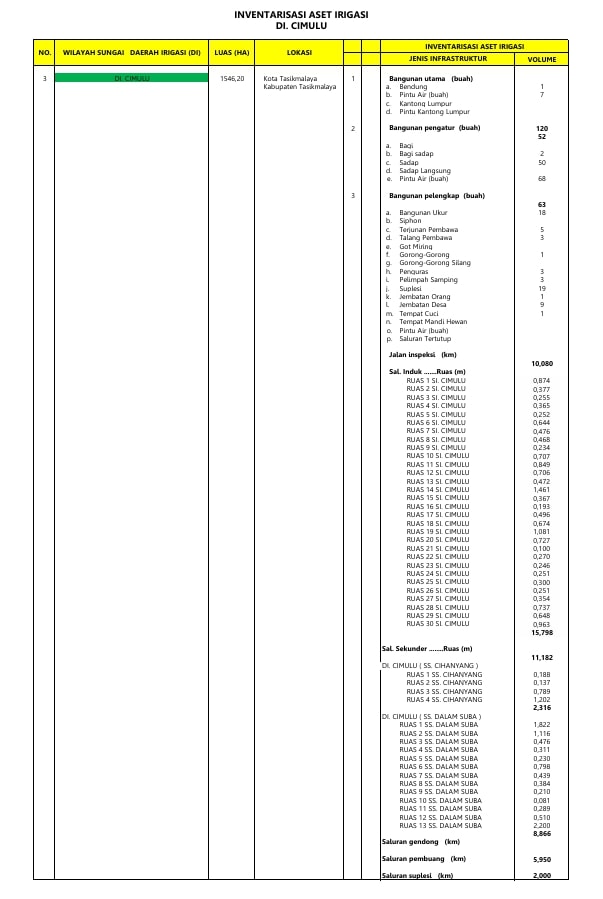 INVENTARISASI ASET IRIGASI
DI. CIMULU
NO. WILAYAH SUNGAI DAERAH IRIGASI (DI) LUAS (HA) LOKASI INVENTARISASI ASET IRIGASI
JENIS INFRASTRUKTUR VOLUME
3 DI. CIMULU 1546,20 Kota Tasikmalaya 1 Bangunan utama (buah)
Kabupaten Tasikmalaya a. Bendung 1
b. Pintu Air (buah) 7
c. Kantong Lumpur
d. Pintu Kantong Lumpur
2 Bangunan pengatur (buah) 120
52
a. Bagi
b. Bagi sadap 2
c. Sadap 50
d. Sadap Langsung
e. Pintu Air (buah) 68
3 Bangunan pelengkap (buah)
63
a. Bangunan Ukur 18
b. Siphon
c. Terjunan Pembawa 5
d. Talang Pembawa 3
e. Got Miring
f. Gorong-Gorong 1
g. Gorong-Gorong Silang
h. Penguras 3
i. Pelimpah Samping 3
j. Suplesi 19
k. Jembatan Orang 1
l. Jembatan Desa 9
m. Tempat Cuci 1
n. Tempat Mandi Hewan
o. Pintu Air (buah)
p. Saluran Tertutup
Jalan inspeksi (km)
10,080
Sal. Induk ......Ruas (m)
RUAS 1 SI. CIMULU 0,874
RUAS 2 SI. CIMULU 0,377
RUAS 3 SI. CIMULU 0,255
RUAS 4 SI. CIMULU 0,365
RUAS 5 SI. CIMULU 0,252
RUAS 6 SI. CIMULU 0,644
RUAS 7 SI. CIMULU 0,476
RUAS 8 SI. CIMULU 0,468
RUAS 9 SI. CIMULU 0,234
RUAS 10 SI. CIMULU 0,707
RUAS 11 SI. CIMULU 0,849
RUAS 12 SI. CIMULU 0,706
RUAS 13 SI. CIMULU 0,472
RUAS 14 SI. CIMULU 1,461
RUAS 15 SI. CIMULU 0,367
RUAS 16 SI. CIMULU 0,193
RUAS 17 SI. CIMULU 0,496
RUAS 18 SI. CIMULU 0,674
RUAS 19 SI. CIMULU 1,081
RUAS 20 SI. CIMULU 0,727
RUAS 21 SI. CIMULU 0,100
RUAS 22 SI. CIMULU 0,270
RUAS 23 SI. CIMULU 0,246
RUAS 24 SI. CIMULU 0,251
RUAS 25 SI. CIMULU 0,300
RUAS 26 SI. CIMULU 0,251
RUAS 27 SI. CIMULU 0,354
RUAS 28 SI. CIMULU 0,737
RUAS 29 SI. CIMULU 0,648
RUAS 30 SI. CIMULU 0,963
15,798
Sal. Sekunder .......Ruas (m)
11,182
DI. CIMULU ( SS. CIHANYANG )
RUAS 1 SS. CIHANYANG 0,188
RUAS 2 SS. CIHANYANG 0,137
RUAS 3 SS. CIHANYANG 0,789
RUAS 4 SS. CIHANYANG 1,202
2,316
DI. CIMULU ( SS. DALAM SUBA )
RUAS 1 SS. DALAM SUBA 1,822
RUAS 2 SS. DALAM SUBA 1,116
RUAS 3 SS. DALAM SUBA 0,476
RUAS 4 SS. DALAM SUBA 0,311
RUAS 5 SS. DALAM SUBA 0,230
RUAS 6 SS. DALAM SUBA 0,798
RUAS 7 SS. DALAM SUBA 0,439
RUAS 8 SS. DALAM SUBA 0,384
RUAS 9 SS. DALAM SUBA 0,210
RUAS 10 SS. DALAM SUBA 0,081
RUAS 11 SS. DALAM SUBA 0,289
RUAS 12 SS. DALAM SUBA 0,510
RUAS 13 SS. DALAM SUBA 2,200
8,866
Saluran gendong (km)
Saluran pembuang (km) 5,950
Saluran suplesi (km) 2,000